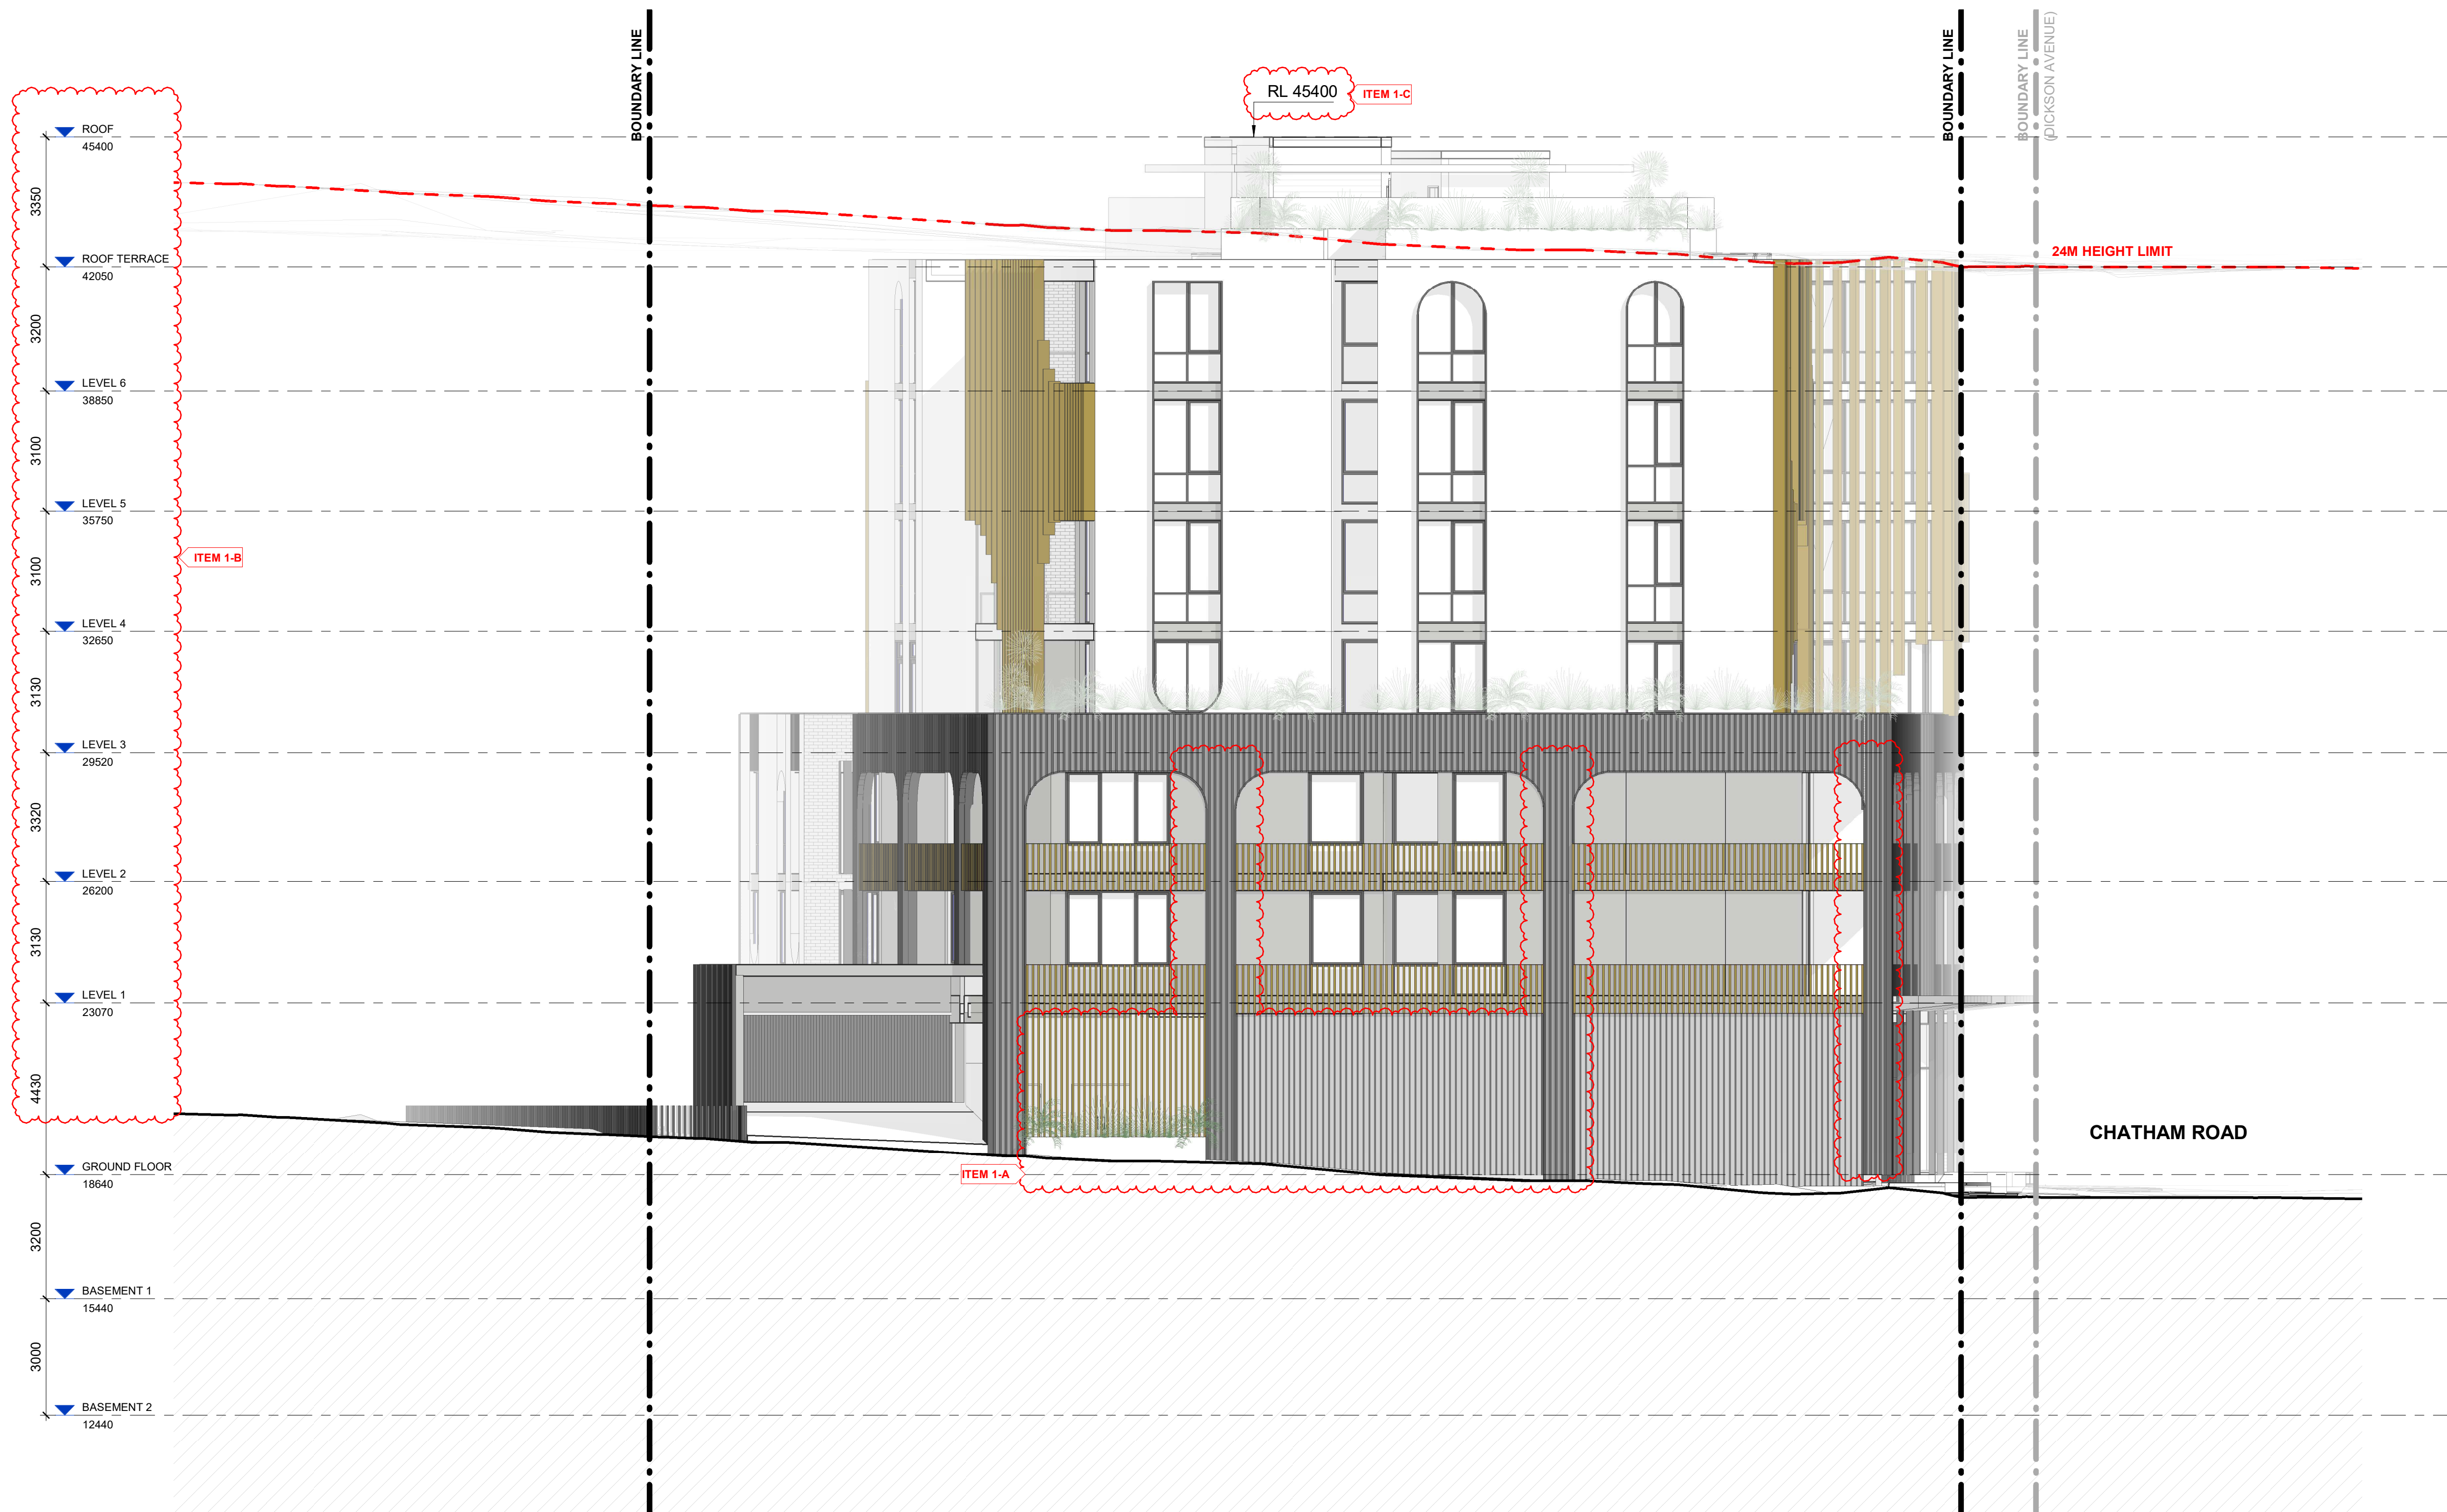 BOUNDARY LINE
BOUNDARY LINE
BOUNDARY LINE
(DICKSON AVENUE)
RL 45400
ITEM 1-C
ROOF
45400
3350
24M HEIGHT LIMIT
ROOF TERRACE
42050
3200
LEVEL 6
38850
3100
LEVEL 5
35750
ITEM 1-B
3100
LEVEL 4
32650
3130
LEVEL 3
29520
3320
LEVEL 2
26200
3130
LEVEL 1
23070
4430
CHATHAM ROAD
GROUND FLOOR
18640
ITEM 1-A
3200
BASEMENT 1
15440
3000
BASEMENT 2
12440